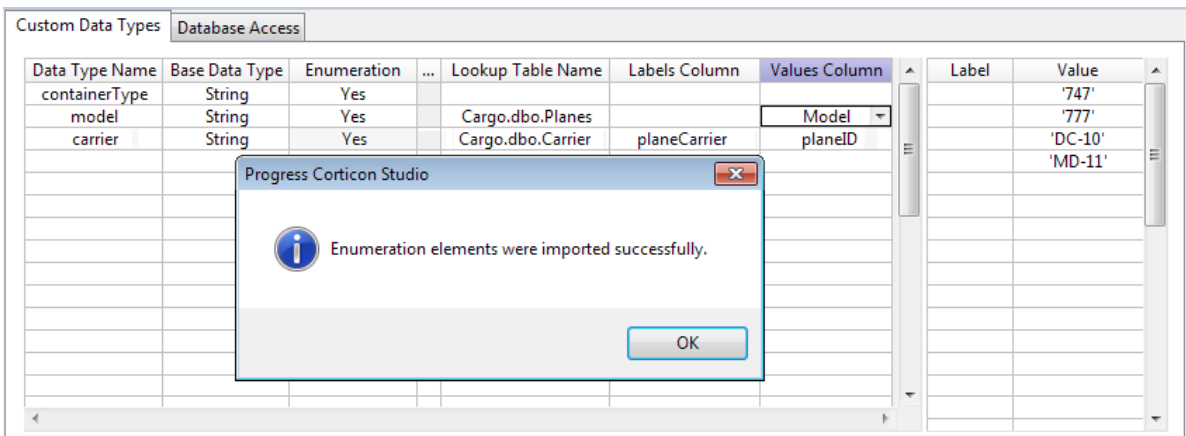 Custom Data Types Database Access
Data Type Name Base Data Type Enumeration ... Lookup Table Name Labels Column Values Column Label Value
containerType String Yes '747'
model String Yes Cargo.dbo.Planes Model '777'
carrier String Yes Cargo.dbo.Carrier planeCarrier planeID 'DC-10'
'MD-11'
Progress Corticon Studio
Enumeration elements were imported successfully.
OK